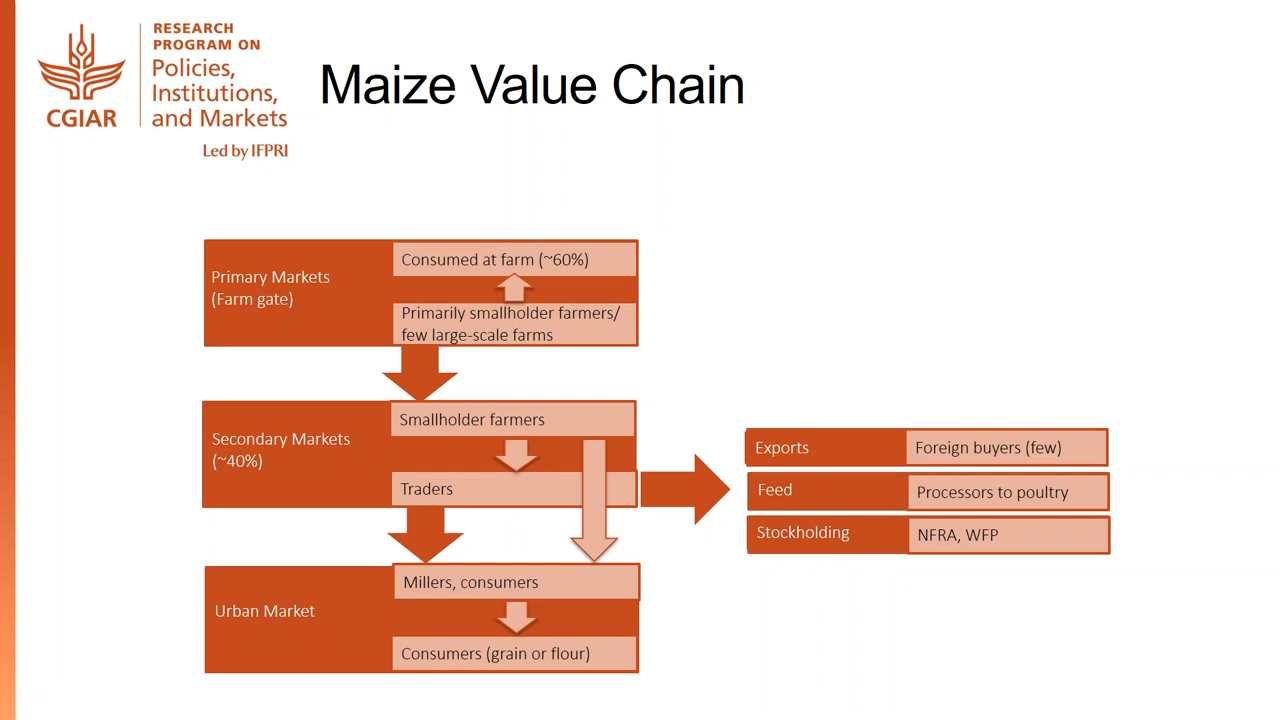 RESEARCH
PROGRAM ON
Policies,
Institutions,
and Markets
CGIAR
Led by IFPRI
Maize Value Chain
Primary Markets
(Farm gate)
Consumed at farm (~60%)
Primarily smallholder farmers/
few large-scale farms
Secondary Markets
(~40%)
Smallholder farmers
Traders
Exports
Foreign buyers (few)
Feed
Processors to poultry
Stockholding
NFRA, WFP
Urban Market
Millers, consumers
Consumers (grain or flour)